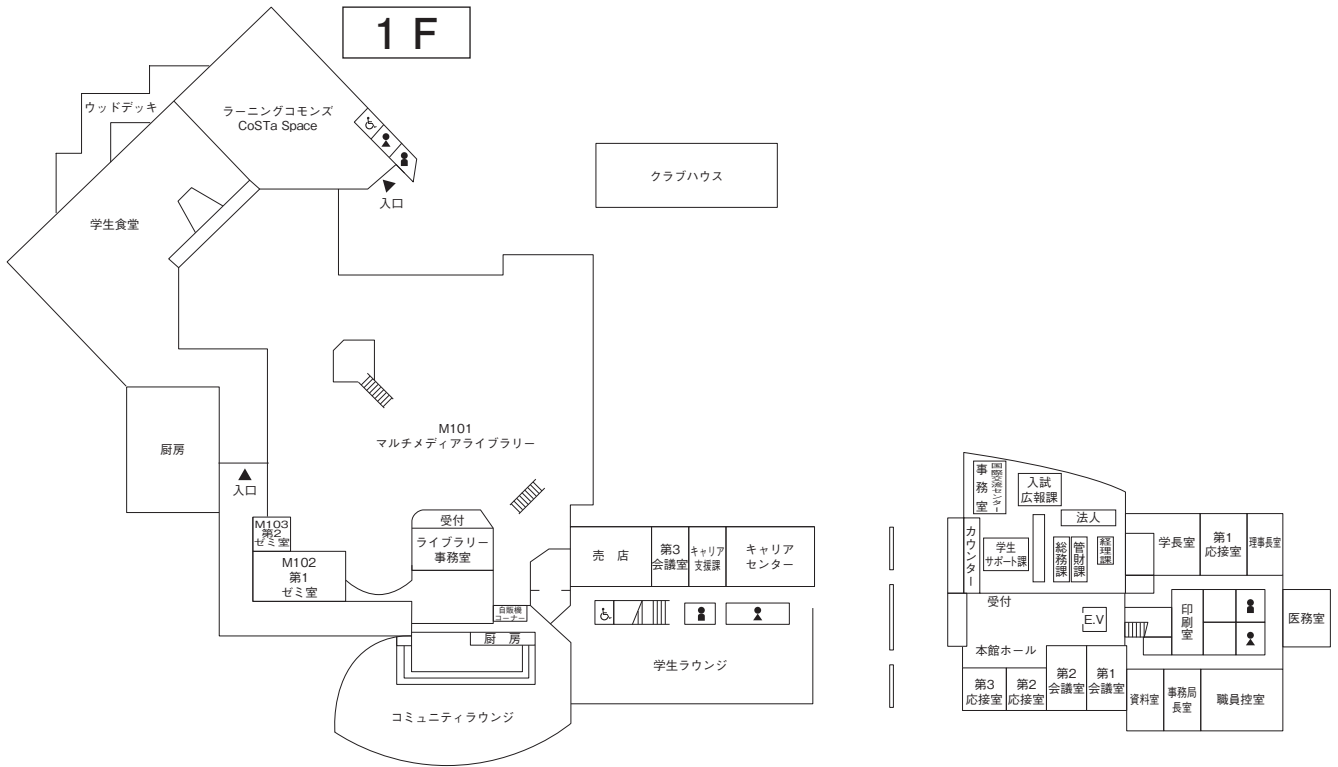 1 F
ウッドデッキ
ラーニングコモンズ
CoSTa Space
入口
クラブハウス
学生食堂
M101
マルチメディアライブラリー
厨房
入口
M103
第2
ゼミ室
M102
第1
ゼミ室
受付
ライブラリー
事務室
自販機
コーナー
厨 房
コミュニティラウンジ
売 店
第3
会議室
キャリア
支援課
キャリア
センター
学生ラウンジ
事務室
国際交流センター
入試
広報課
法人
カウンター
学生
サポート課
総務課
管財課
経理課
学長室
第1
応接室
理事長室
受付
E.V
印刷室
医務室
本館ホール
第3
応接室
第2
応接室
第2
会議室
第1
会議室
資料室
事務局
長室
職員控室